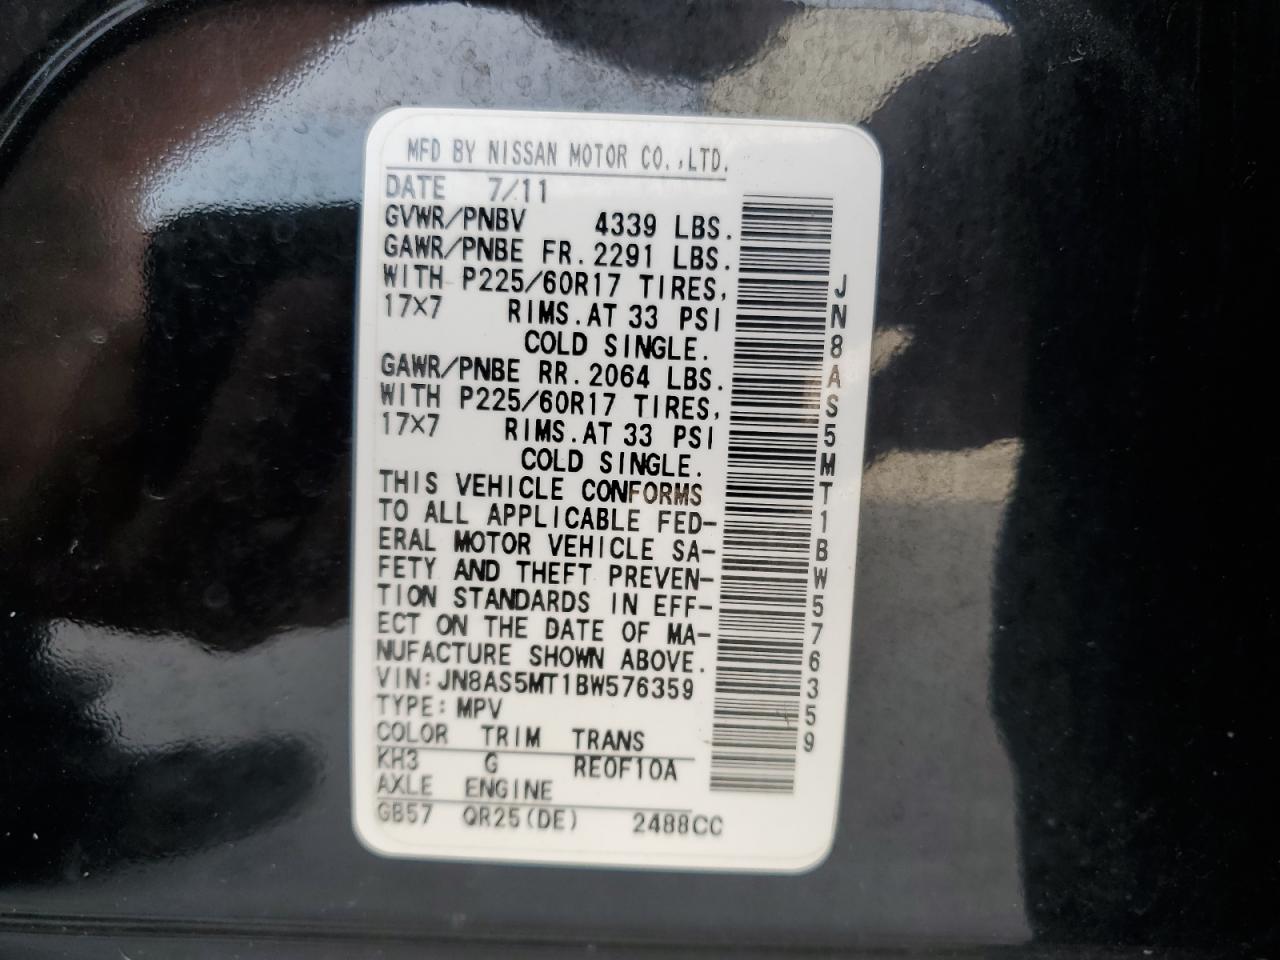 MFD BY NISSAN MOTOR CO.,LTD.
DATE 7/11
GVWR/PNBV 4339 LBS.
GAWR/PNBE FR. 2291 LBS.
WITH P225/60R17 TIRES,
17×7 RIMS. AT 33 PSI
COLD SINGLE.
GAWR/PNBE RR. 2064 LBS.
WITH P225/60R17 TIRES,
17×7 RIMS. AT 33 PSI
COLD SINGLE.
THIS VEHICLE CONFORMS
TO ALL APPLICABLE FED-
ERAL MOTOR VEHICLE SA-
FETY AND THEFT PREVEN-
TION STANDARDS IN EFF-
ECT ON THE DATE OF MA-
NUFACTURE SHOWN ABOVE.
VIN: JN8AS5MT1BW576359
TYPE: MPV
COLOR TRIM TRANS
KH3 G RE0F10A
AXLE ENGINE
GB57 QR25(DE) 2488CC
JN8AS5MT1BW576359